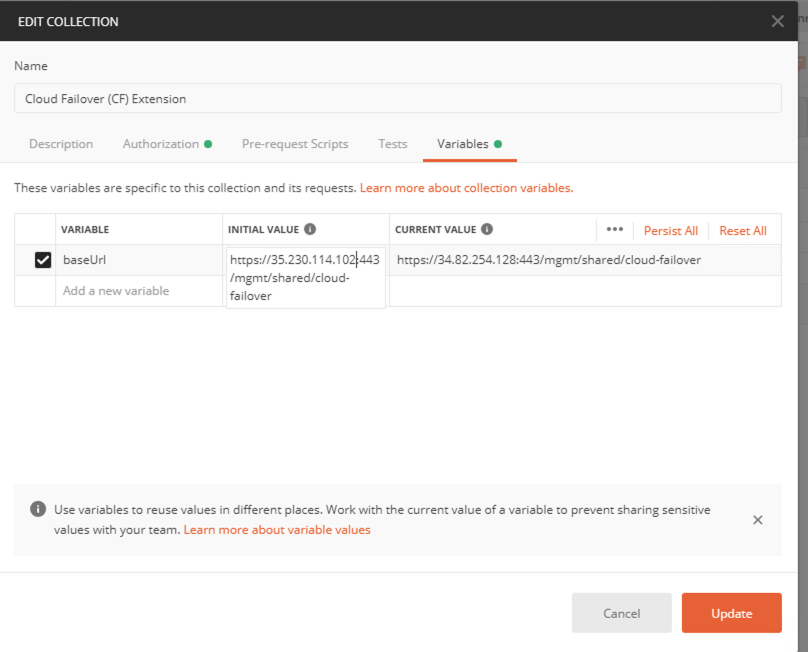 EDIT COLLECTION
Name
Cloud Failover (CF) Extension
Description Authorization Pre-request Scripts Tests Variables
These variables are specific to this collection and its requests. Learn more about collection variables.
VARIABLE INITIAL VALUE CURRENT VALUE Persist All Reset All
baseUrl https://35.230.114.102:443 https://34.82.254.128:443/mgmt/shared/cloud-failover
/mgmt/shared/cloud-
failover
Add a new variable
Use variables to reuse values in different places. Work with the current value of a variable to prevent sharing sensitive
values with your team. Learn more about variable values
Cancel Update